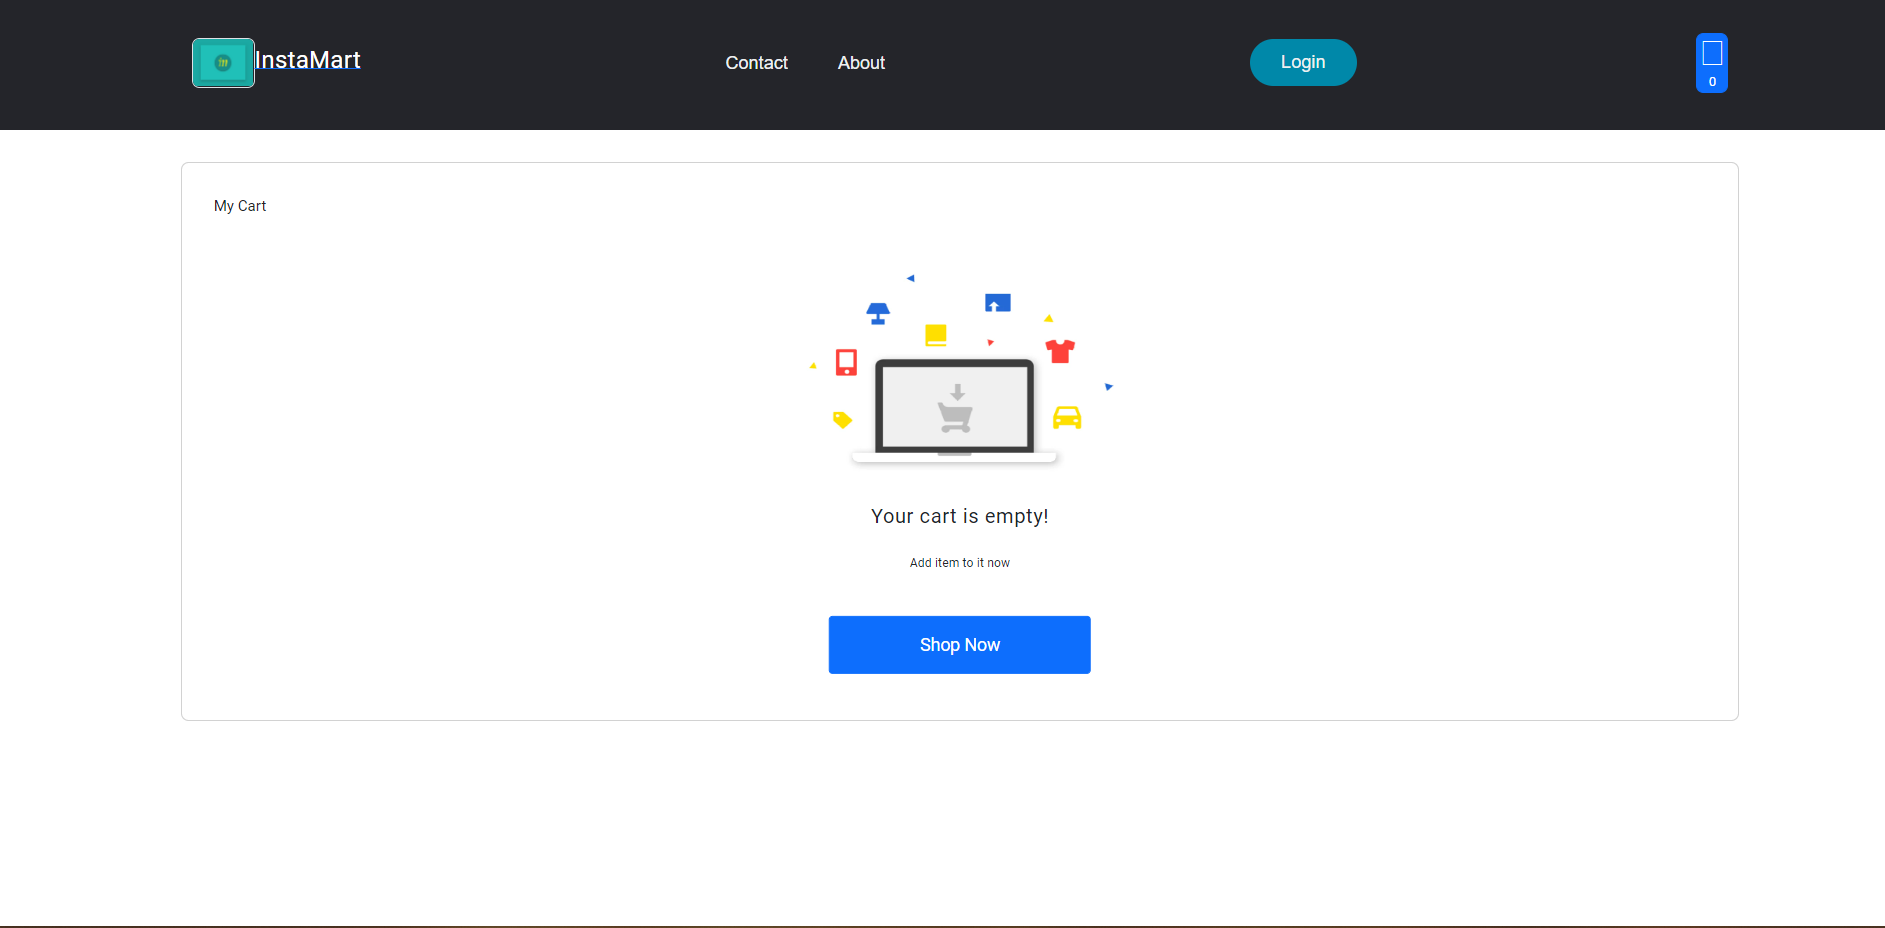 InstaMart
Contact
About
Login
0
My Cart
Your cart is empty!
Add item to it now
Shop Now